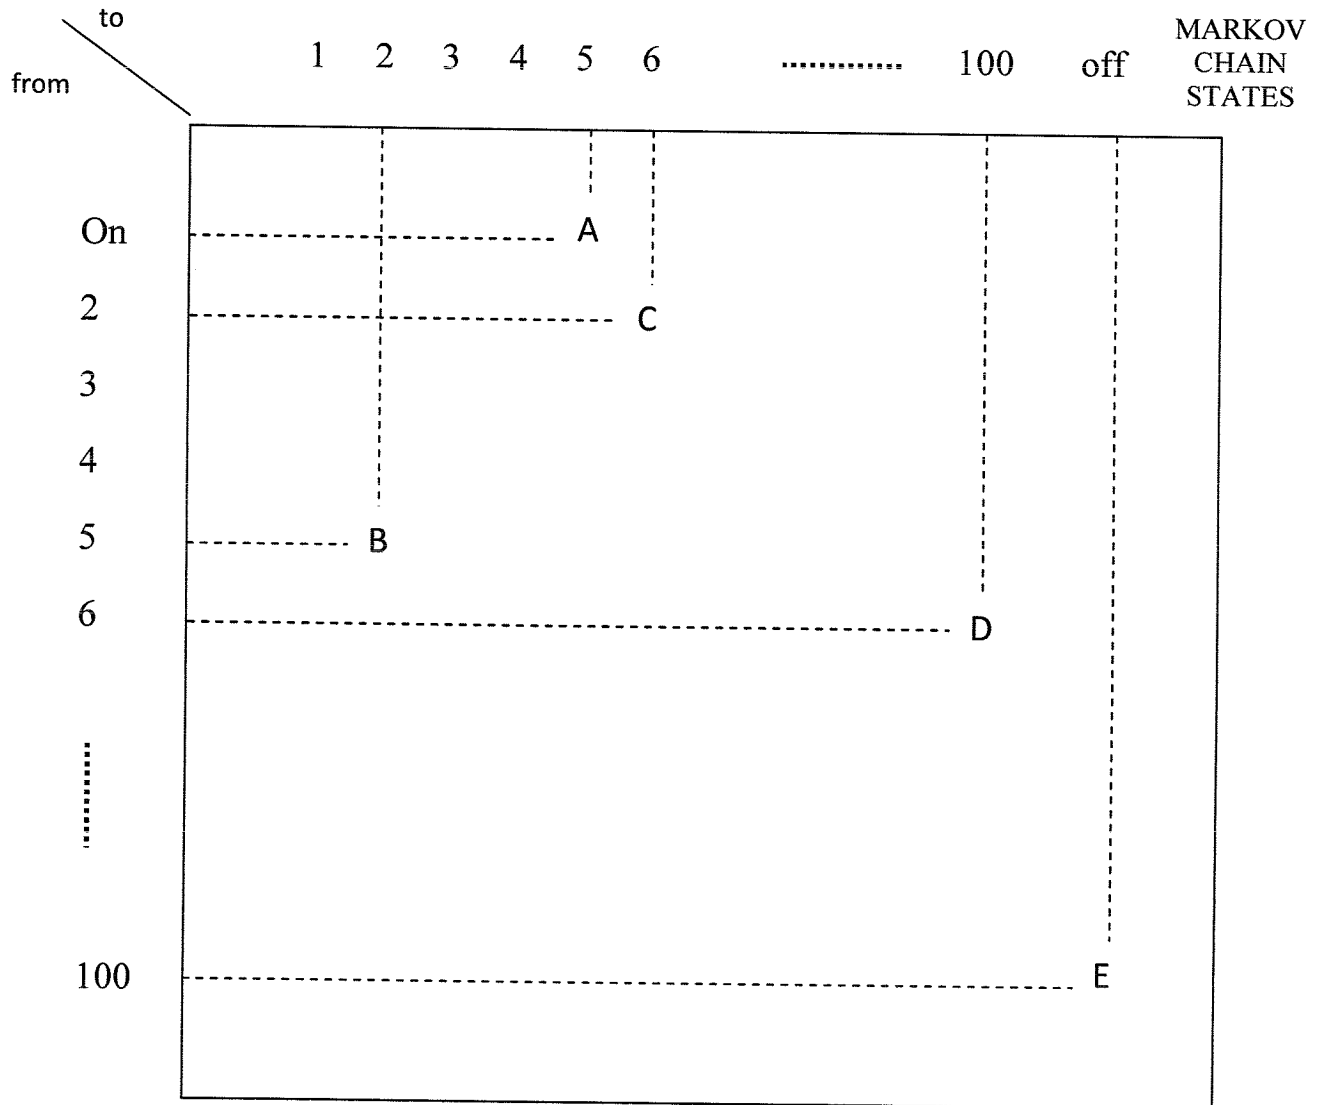 to
from
1 2 3 4 5 6 100 off
MARKOV
CHAIN
STATES
On A
2 C
3
4
5 B
6 D
100 E